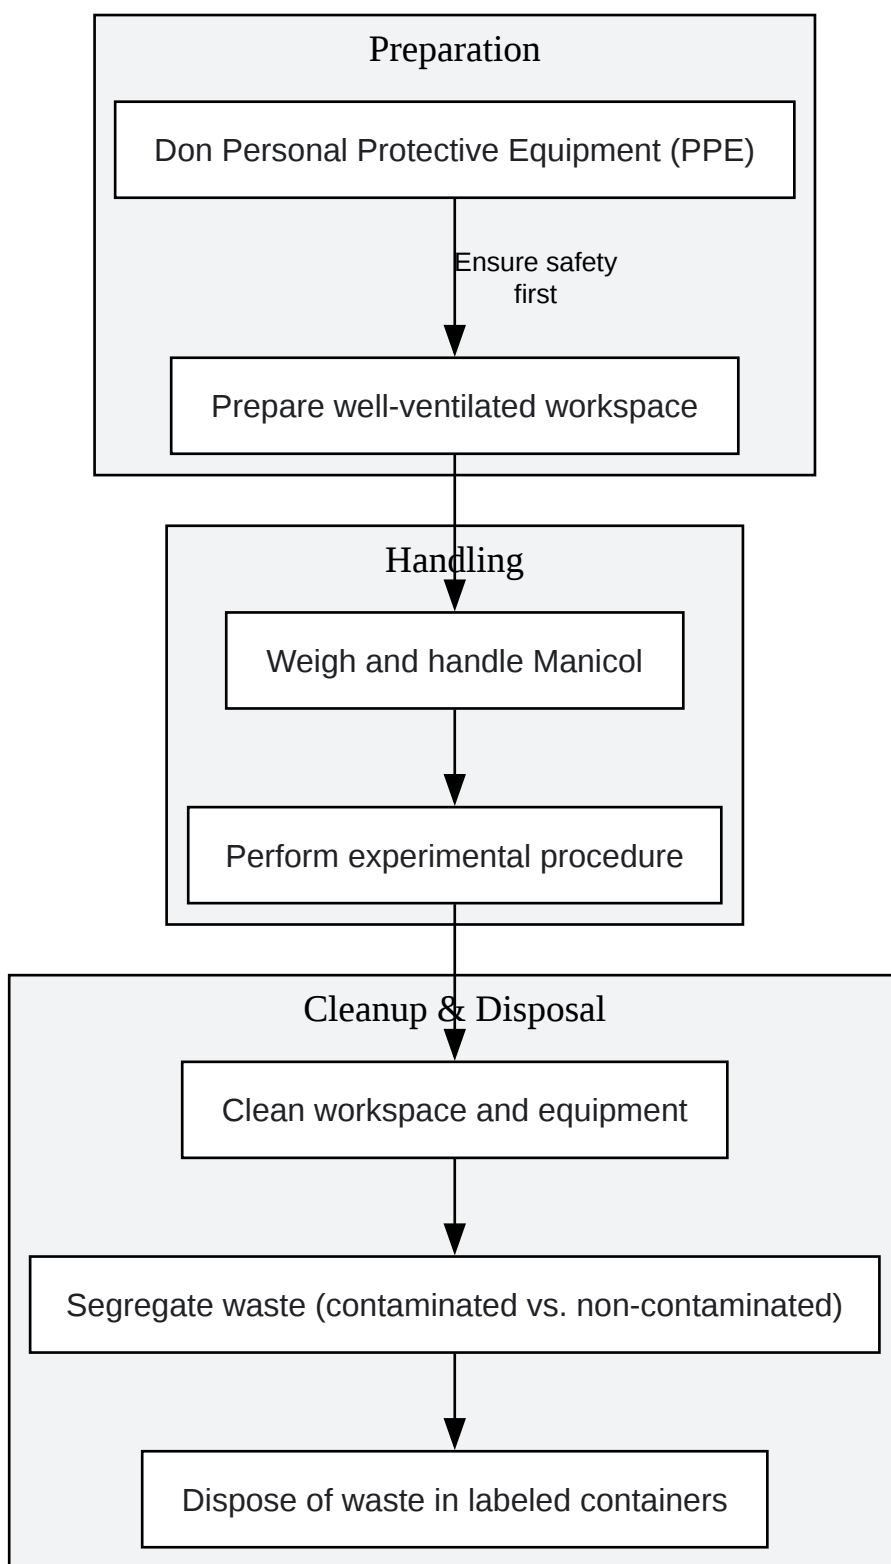 Preparation
Don Personal Protective Equipment (PPE)
Ensure safety
first
Prepare well-ventilated workspace
Handling
Weigh and handle Manicol
Perform experimental procedure
Cleanup & Disposal
Clean workspace and equipment
Segregate waste (contaminated vs. non-contaminated)
Dispose of waste in labeled containers